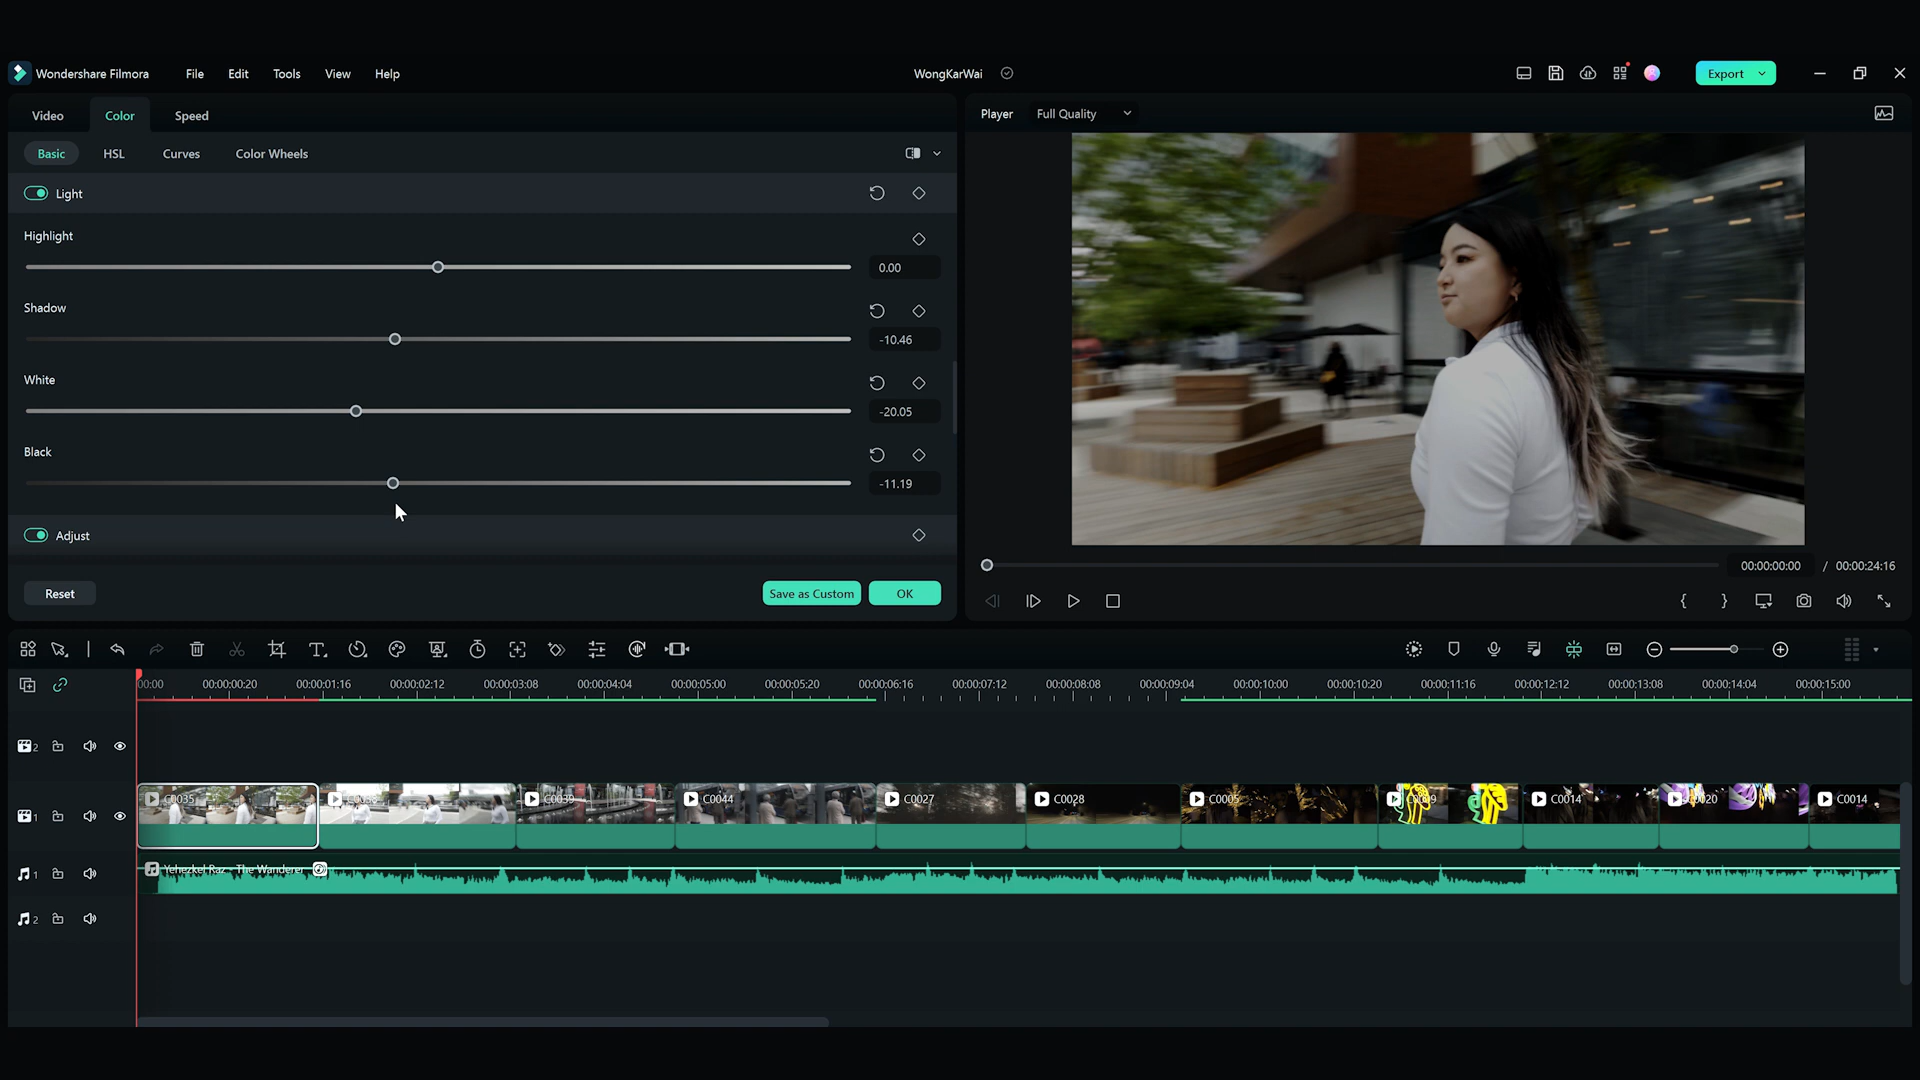 Wondershare Filmora File Edit Tools View Help WongKarWai Export
Video Color Speed
Player Full Quality
Basic HSL Curves Color Wheels
Light
Highlight
0.00
Shadow
-10.46
White
-20.05
Black
-11.19
Adjust
00:00:00:00 / 00:00:24:16
Reset Save as Custom OK
00:00 00:00:00:20 00:00:01:16 00:00:02:12 00:00:03:08 00:00:04:04 00:00:05:00 00:00:05:20 00:00:06:16 00:00:07:12 00:00:08:08 00:00:09:04 00:00:10:00 00:00:10:20 00:00:11:16 00:00:12:12 00:00:13:08 00:00:14:04 00:00:15:00
2
1 C0035 C0039 C0044 C0027 C0028 C0005 C0014 C0014
1 Yehezkel Raz - The Wanderer
2